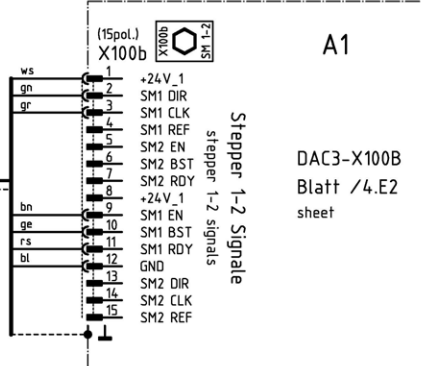 (15pol.)
X100b
X100b
SM 1-2
A1
ws 1 +24V_1
gn 2 SM1 DIR
gr 3 SM1 CLK
4 SM1 REF
5 SM2 EN
6 SM2 BST
7 SM2 RDY
8 +24V_1
bn 9 SM1 EN
ge 10 SM1 BST
rs 11 SM1 RDY
bl 12 GND
13 SM2 DIR
14 SM2 CLK
15 SM2 REF
Stepper 1-2 Signale
stepper 1-2 signals
DAC3-X100B
Blatt /4.E2
sheet